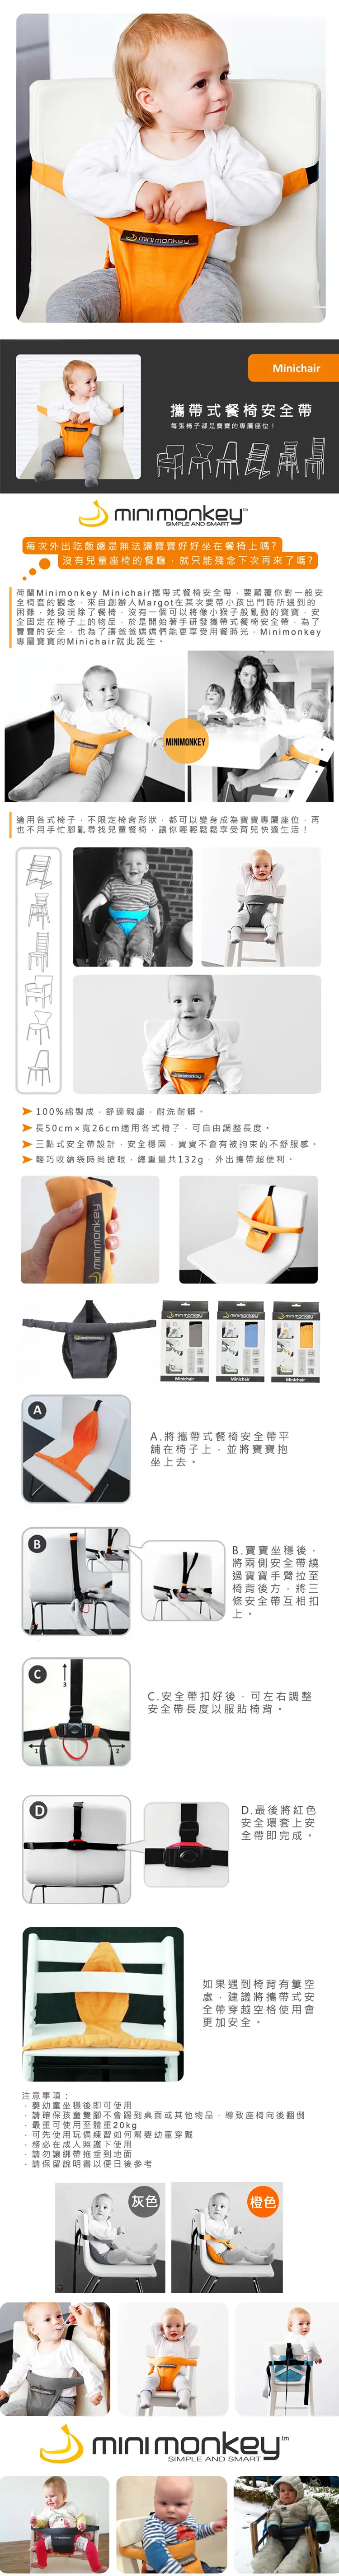 mini monkey
Minichair
攜帶式餐椅安全帶
每張椅子都是寶寶的專屬座位！
mini monkey™
SIMPLE AND SMART
每次外出吃飯總是無法讓寶寶好好坐在餐椅上嗎?
沒有兒童座椅的餐廳，就只能殘念下次再來了嗎?
荷蘭Minimonkey Minichair攜帶式餐椅安全帶，要顛覆你對一般安
全椅套的觀念，來自創辦人Margot在某次要帶小孩出門時所遇到的
困難，她發現除了餐椅，沒有一個可以將像小猴子般亂動的寶寶，安
全固定在椅子上的物品，於是開始著手研發攜帶式餐椅安全帶，為了
寶寶的安全，也為了讓爸爸媽媽們能更享受用餐時光，Minimonkey
專屬寶寶的Minichair就此誕生。
MINIMONKEY
適用各式椅子，不限定椅背形狀，都可以變身成為寶寶專屬座位，再
也不用手忙腳亂尋找兒童餐椅，讓你輕輕鬆鬆享受育兒快適生活！
100%綿製成，舒適親膚，耐洗耐髒。
長50cm×寬26cm適用各式椅子，可自由調整長度。
三點式安全帶設計，安全穩固，寶寶不會有被拘束的不舒服感。
輕巧收納袋時尚搶眼，總重量共132g，外出攜帶超便利。
minimonkey
mini monkey
mini monkey
mini monkey
Minichair
Minichair
Minichair
A
A.將攜帶式餐椅安全帶平
舖在椅子上，並將寶寶抱
坐上去。
B
B.寶寶坐穩後，
將兩側安全帶繞
過寶寶手臂拉至
椅背後方，將三
條安全帶互相扣
上。
C
3
1
2
C.安全帶扣好後，可左右調整
安全帶長度以服貼椅背。
D
D.最後將紅色
安全環套上安
全帶即完成。
如果遇到椅背有簍空
處，建議將攜帶式安
全帶穿越空格使用會
更加安全。
注意事項：
．嬰幼童坐穩後即可使用
．請確保孩童雙腳不會踢到桌面或其他物品，導致座椅向後翻倒
．最重可使用至體重20kg
．可先使用玩偶練習如何幫嬰幼童穿戴
．務必在成人照護下使用
．請勿讓綁帶拖垂到地面
．請保留說明書以便日後參考
灰色
橙色
mini monkey tm
SIMPLE AND SMART